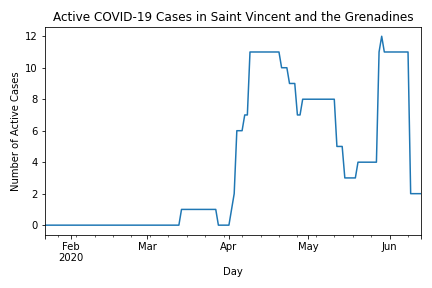 Active COVID-19 Cases in Saint Vincent and the Grenadines
12
10
8
6
4
2
0
Number of Active Cases
Feb
2020
Mar
Apr
May
Jun
Day